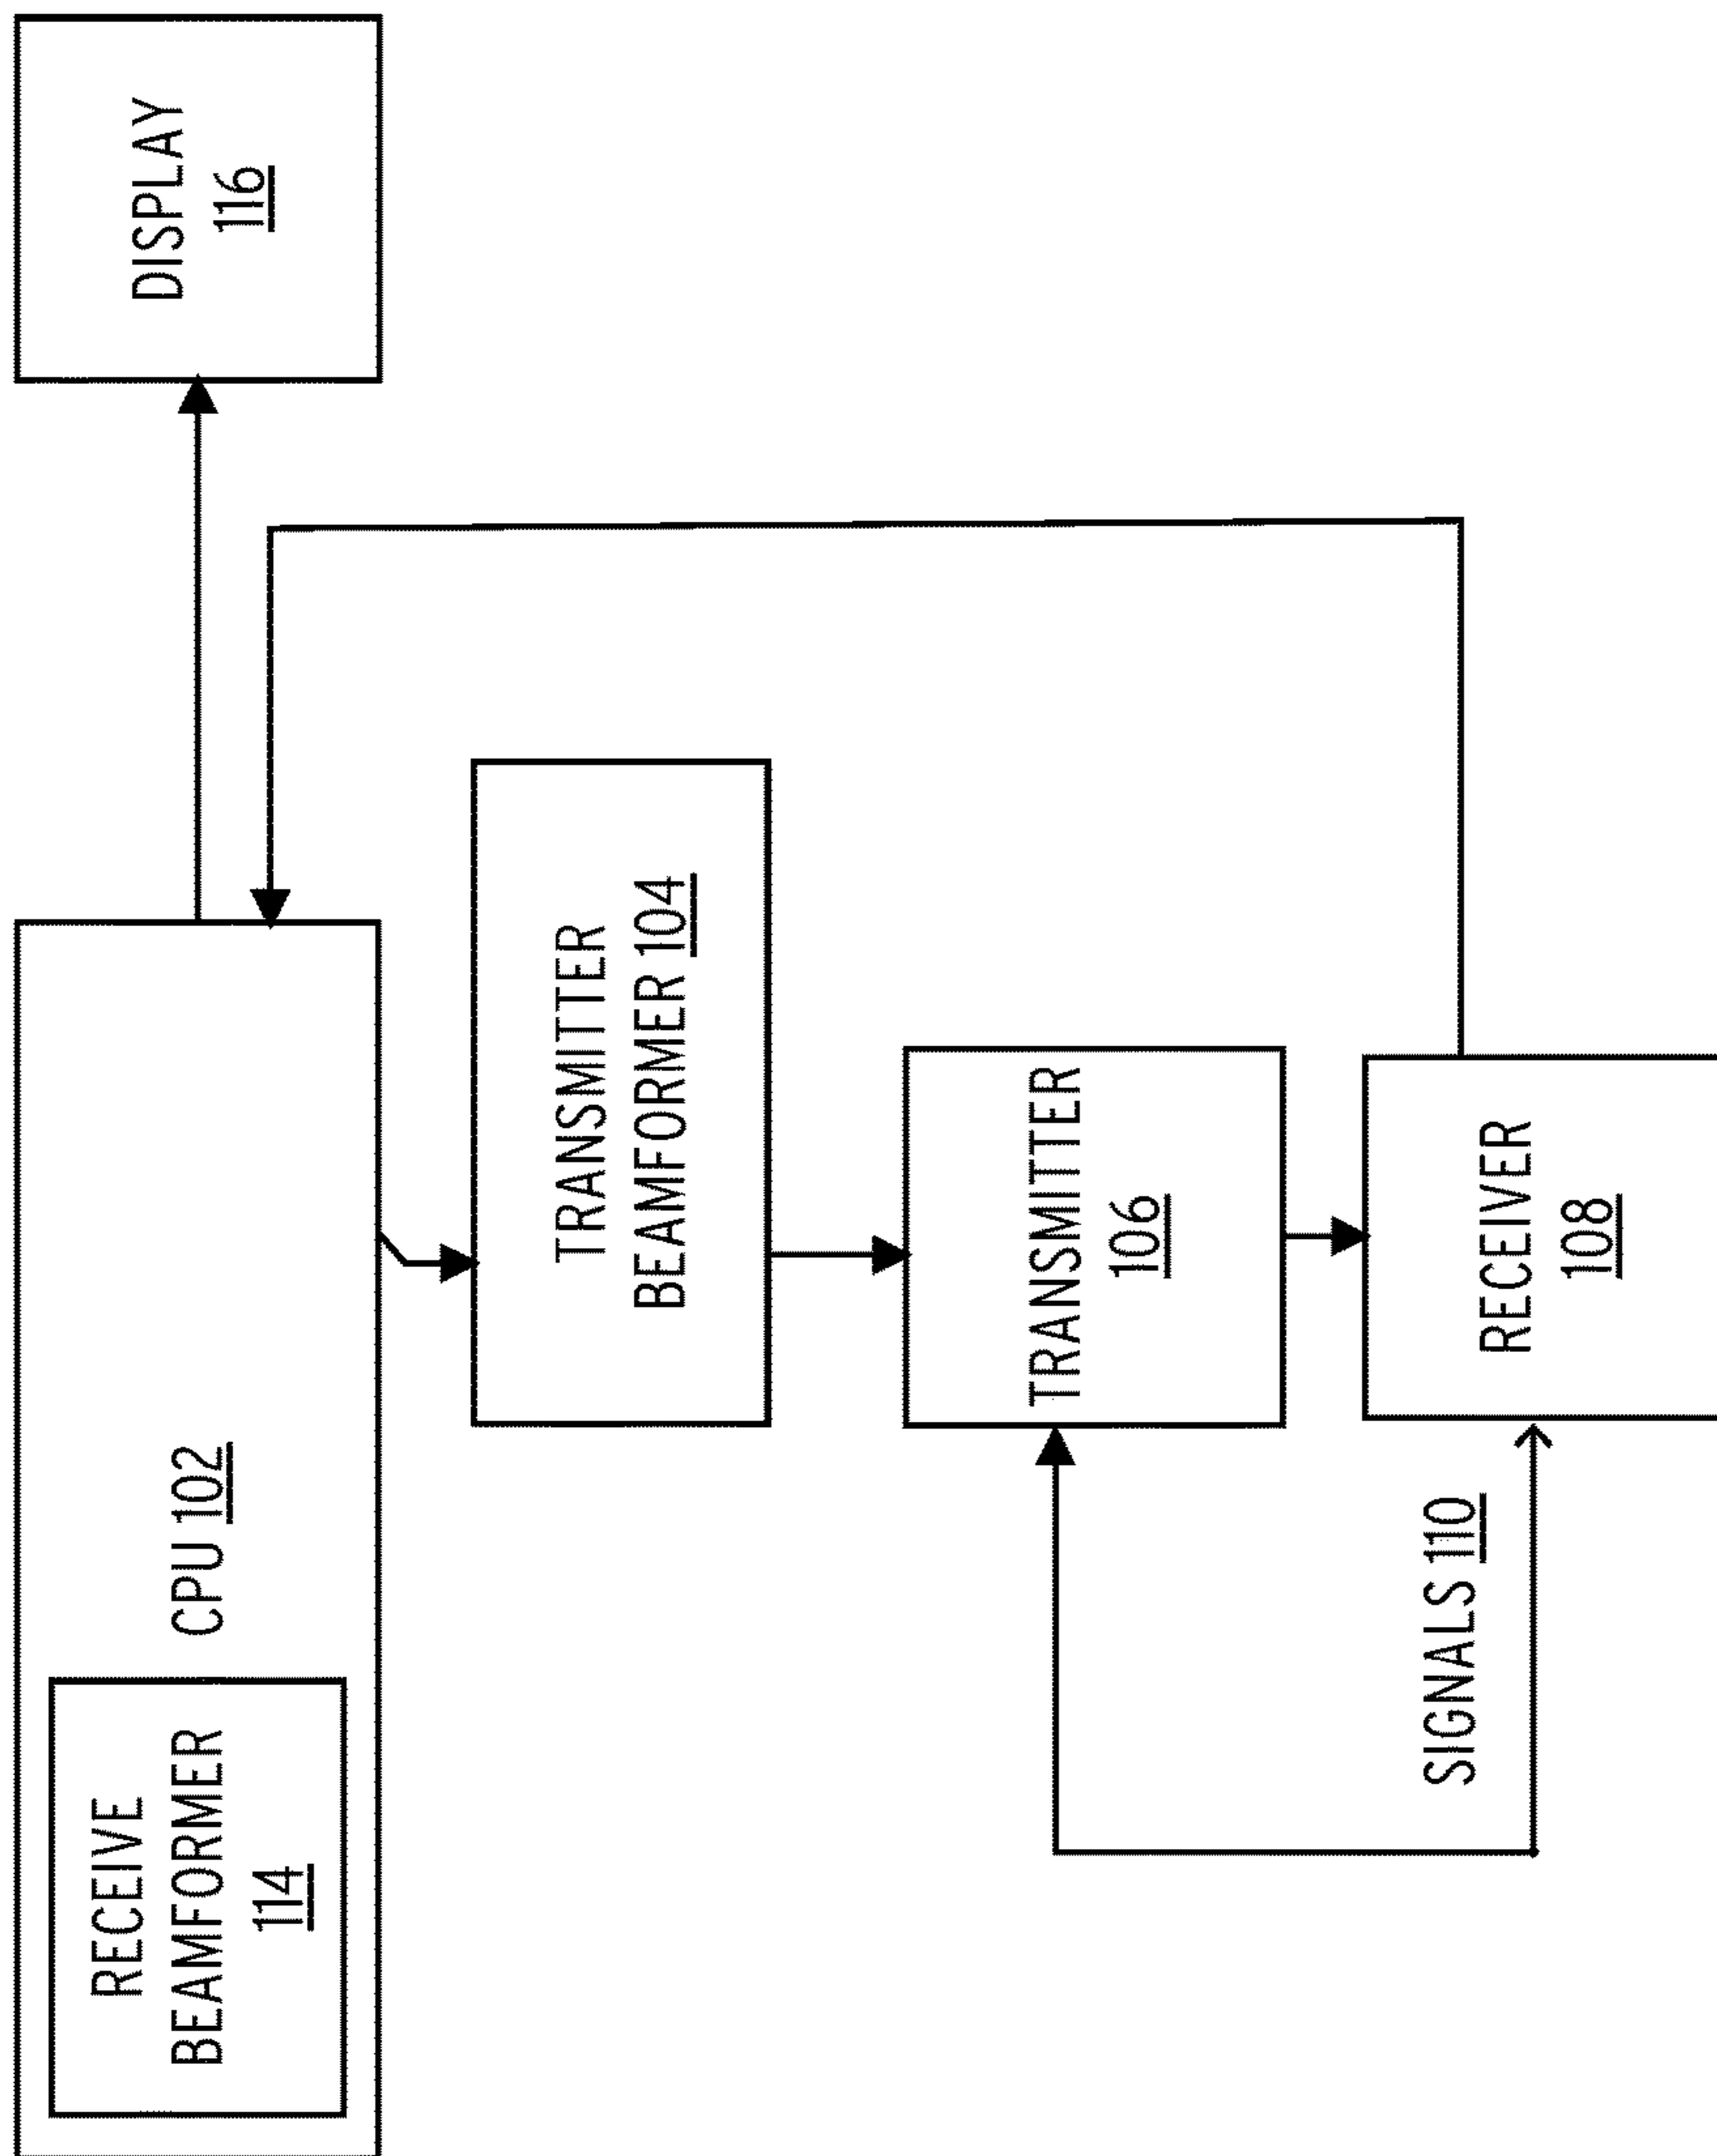 RECEIVE
BEAMFORMER
114
CPU 102
DISPLAY
116
TRANSMITTER
BEAMFORMER 104
TRANSMITTER
106
SIGNALS 110
RECEIVER
108